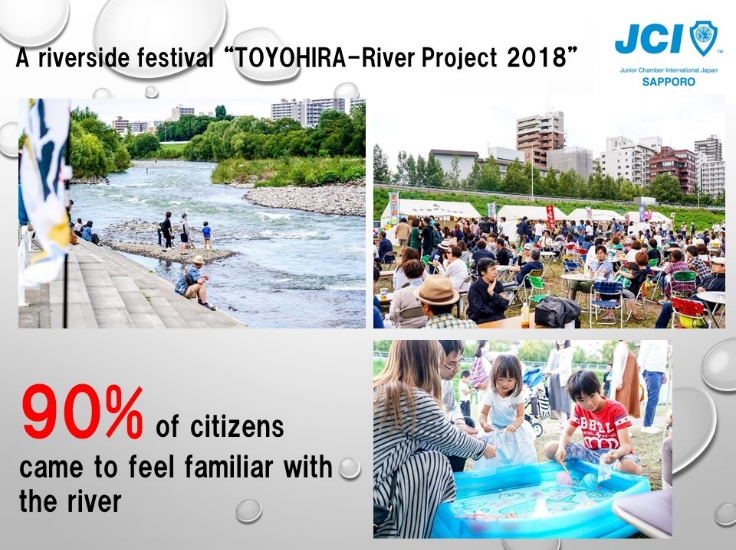 A riverside festival “TOYOHIRA-River Project 2018”
JCI
TM
Junior Chamber International Japan
SAPPORO
90% of citizens
came to feel familiar with
the river